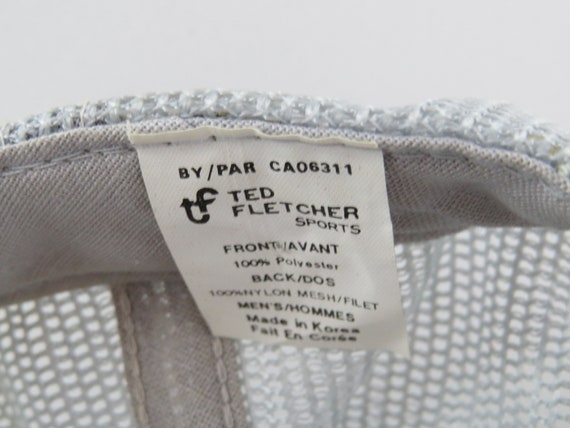 BY/PAR CA06311
tf TED
FLETCHER
SPORTS
FRONT/AVANT
100% Polyester
BACK/DOS
100%NYLON MESH/FILET
MEN'S/HOMMES
Made in Korea
Fait En Corée